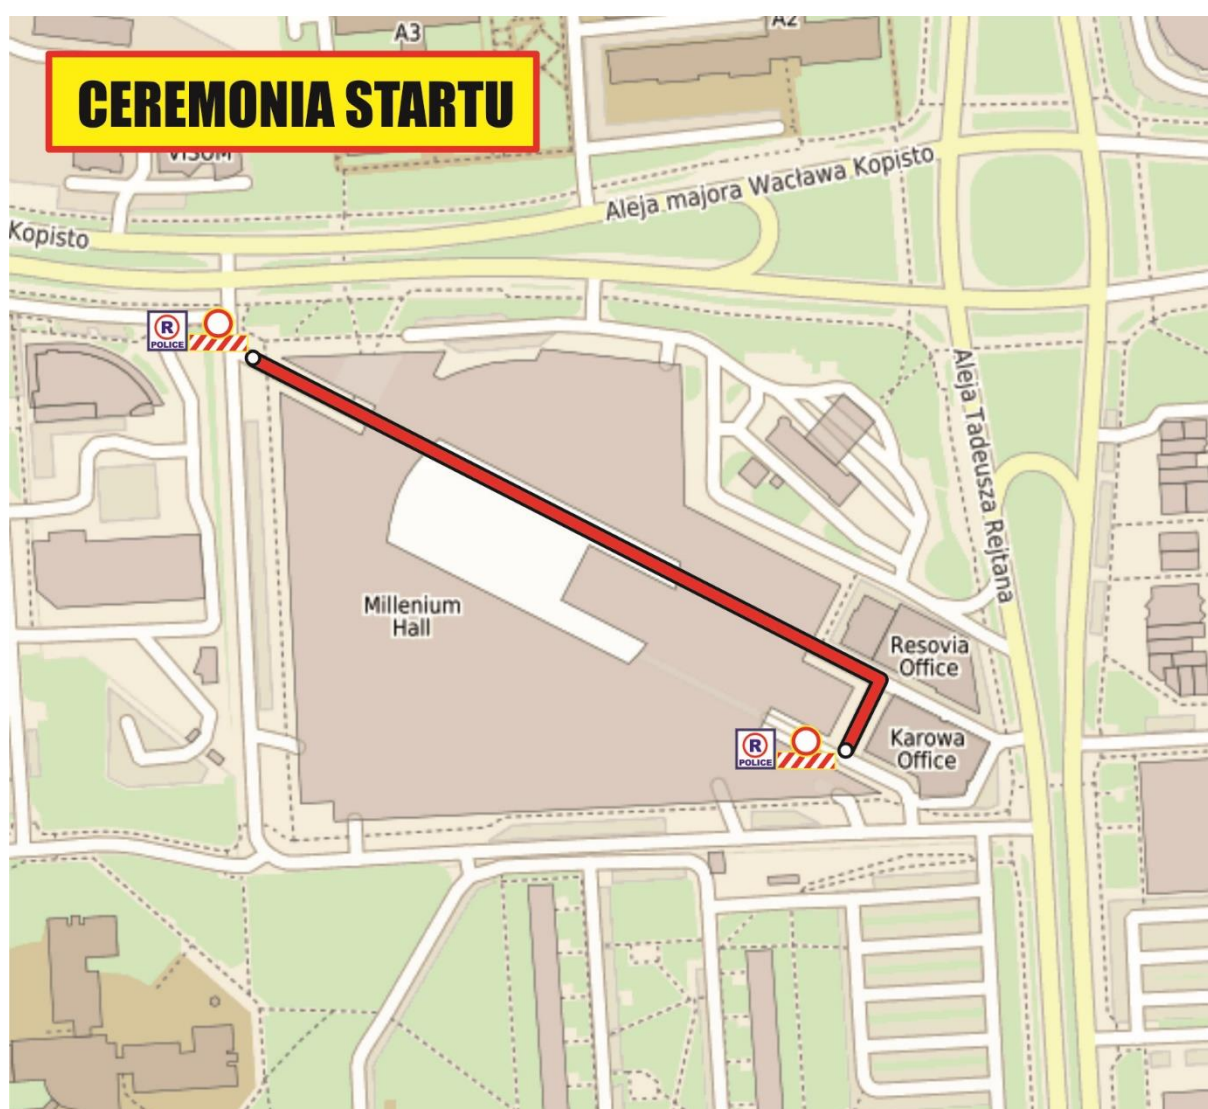 A3
A2
CEREMONIA STARTU
VISUM
Aleja majora Wacława Kopisto
Kopisto
R
POLICE
Aleja Tadeusza Rejtana
Millenium
Hall
Resovia
Office
R
POLICE
Karowa
Office